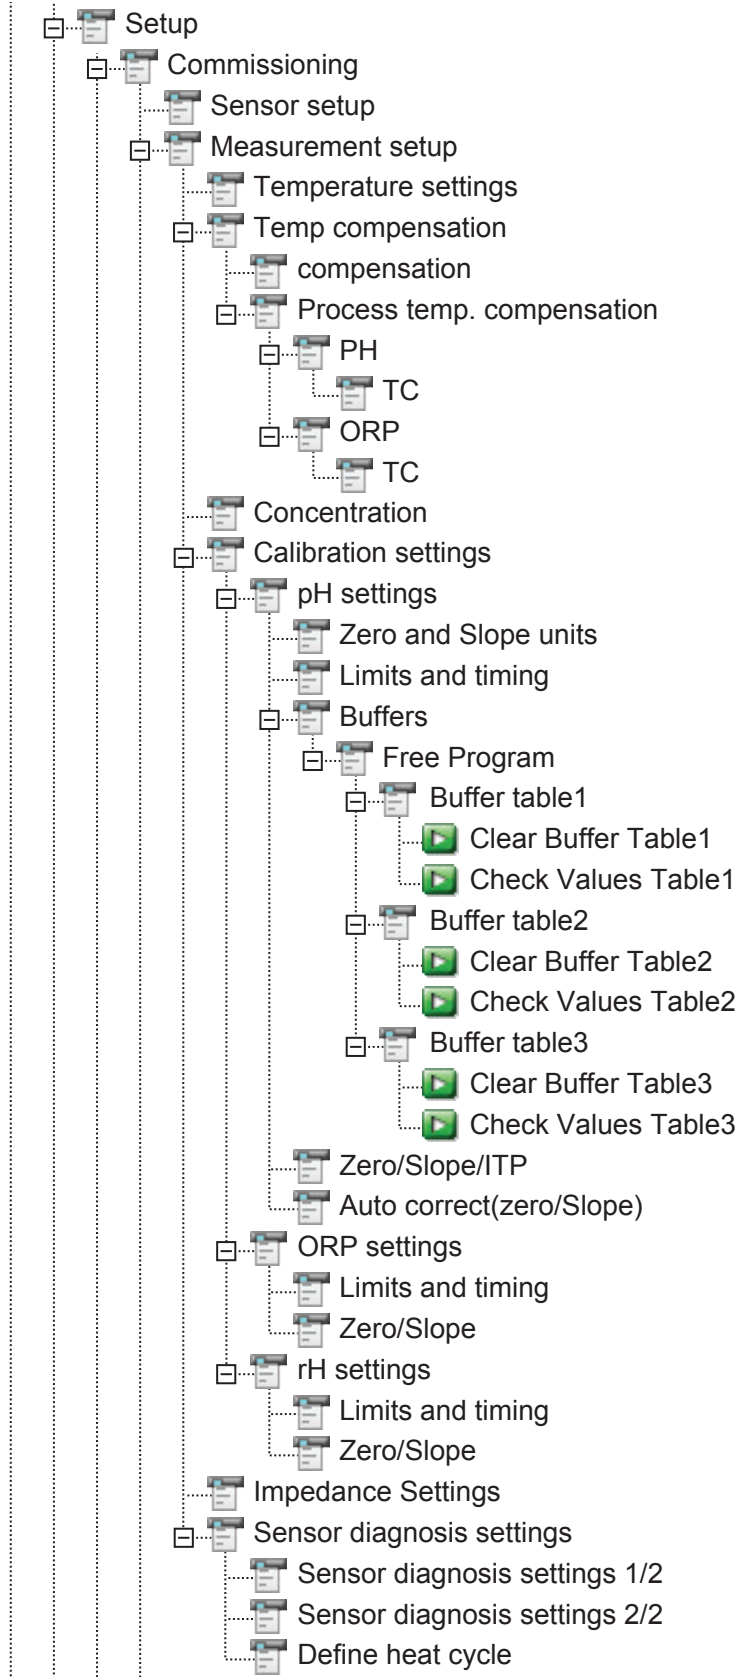 Setup
Commissioning
Sensor setup
Measurement setup
Temperature settings
Temp compensation
compensation
Process temp. compensation
PH
TC
ORP
TC
Concentration
Calibration settings
pH settings
Zero and Slope units
Limits and timing
Buffers
Free Program
Buffer table1
Clear Buffer Table1
Check Values Table1
Buffer table2
Clear Buffer Table2
Check Values Table2
Buffer table3
Clear Buffer Table3
Check Values Table3
Zero/Slope/ITP
Auto correct(zero/Slope)
ORP settings
Limits and timing
Zero/Slope
rH settings
Limits and timing
Zero/Slope
Impedance Settings
Sensor diagnosis settings
Sensor diagnosis settings 1/2
Sensor diagnosis settings 2/2
Define heat cycle